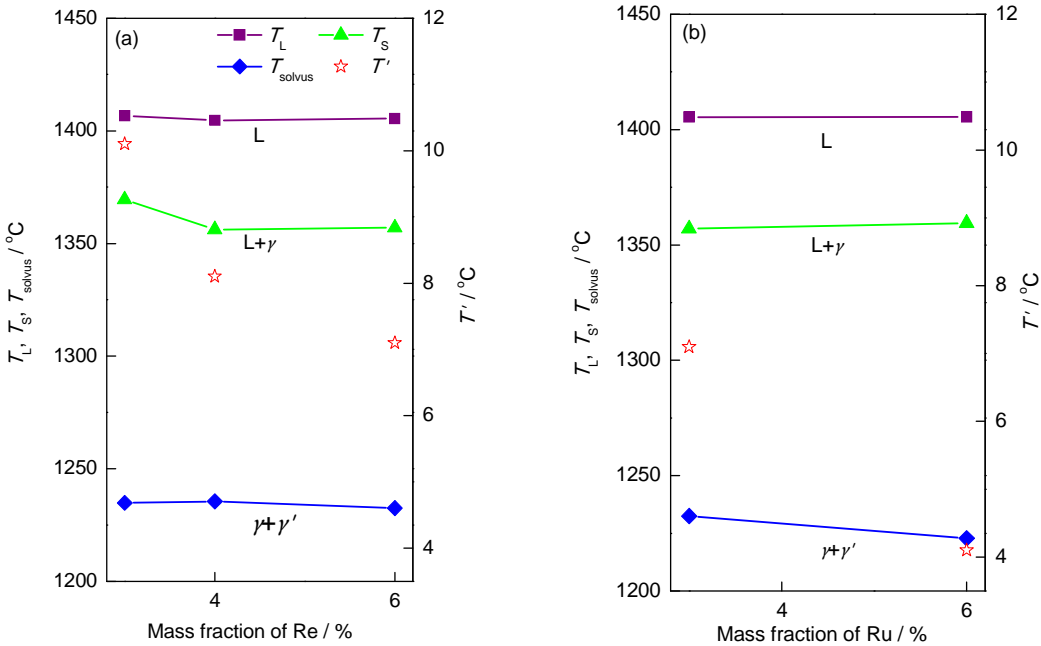 (a)
T_L
T_S
T_solvus
T'
1450
1400
1350
1300
1250
1200
12
10
8
6
4
L
L+γ
γ+γ'
4
6
T_L, T_S, T_solvus / °C
T' / °C
Mass fraction of Re / %
(b)
1450
1400
1350
1300
1250
1200
12
10
8
6
4
L
L+γ
γ+γ'
4
6
T_L, T_S, T_solvus / °C
T' / °C
Mass fraction of Ru / %